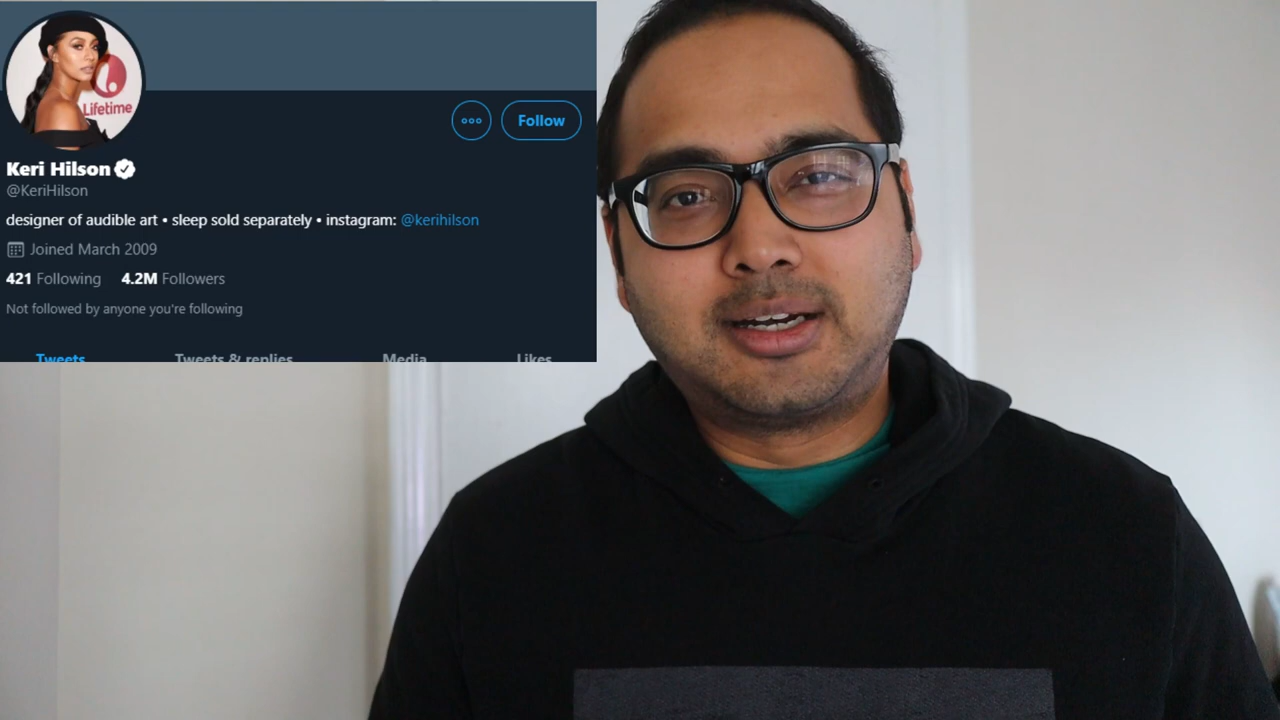 Lifetime
Follow
Keri Hilson
@KeriHilson
designer of audible art • sleep sold separately • instagram: @kerihilson
Joined March 2009
421 Following 4.2M Followers
Not followed by anyone you're following
Tweets Tweets & replies Media Likes